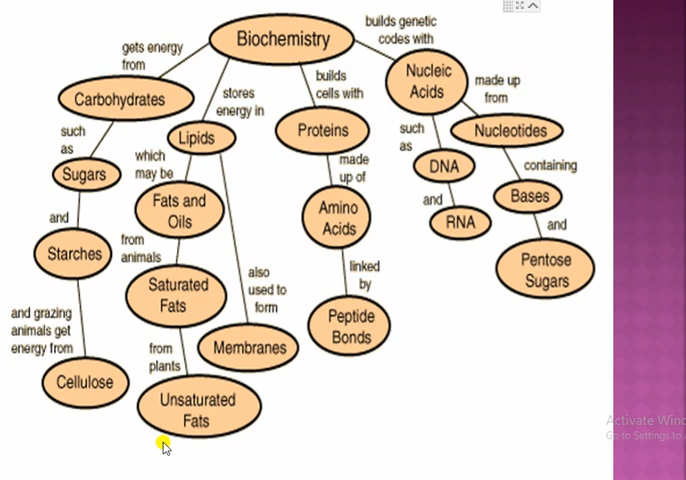 Biochemistry
gets energy
from
Carbohydrates
such
as
Sugars
and
Starches
and grazing
animals get
energy from
Cellulose
stores
energy in
Lipids
which
may be
Fats and
Oils
from
animals
Saturated
Fats
from
plants
Unsaturated
Fats
also
used to
form
Membranes
builds
cells with
Proteins
made
up of
Amino
Acids
linked
by
Peptide
Bonds
builds genetic
codes with
Nucleic
Acids
such
as
DNA
and
RNA
made up
from
Nucleotides
containing
Bases
and
Pentose
Sugars
Activate Wind
Go to Settings to